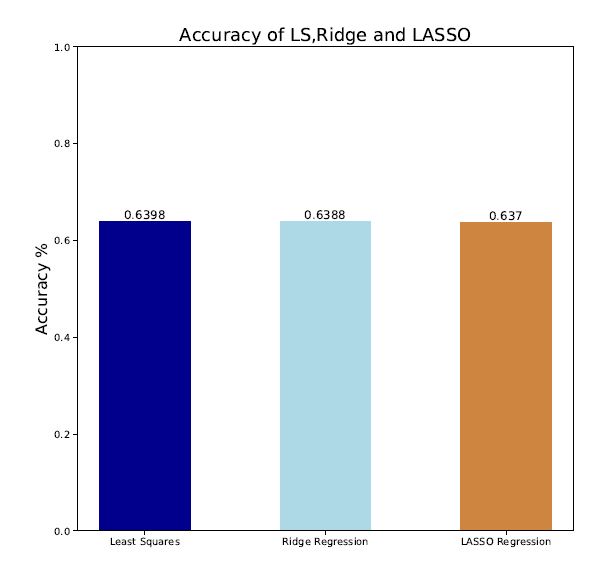 Accuracy of LS,Ridge and LASSO
1.0
0.8
0.6
0.4
0.2
0.0
Accuracy %
0.6398
0.6388
0.637
Least Squares
Ridge Regression
LASSO Regression